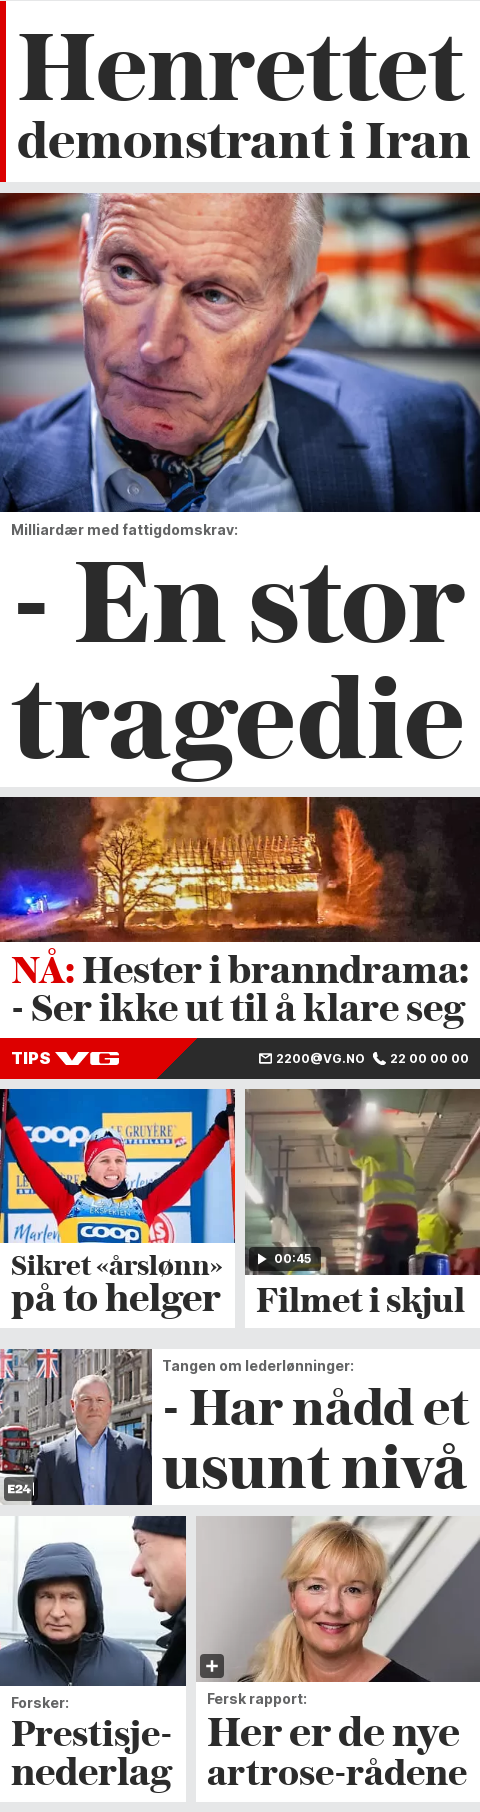 Henrettet
demonstrant i Iran
Milliardær med fattigdomskrav:
- En stor
tragedie
NÅ: Hester i branndrama:
- Ser ikke ut til å klare seg
TIPS VG
2200@VG.NO 22 00 00 00
coop
LE GRUYÈRE
SWITZERLAND
coop
Sikret «årslønn»
på to helger
00:45
Filmet i skjul
E24
Tangen om lederlønninger:
- Har nådd et
usunt nivå
Forsker:
Prestisje-
nederlag
Fersk rapport:
Her er de nye
artrose-rådene